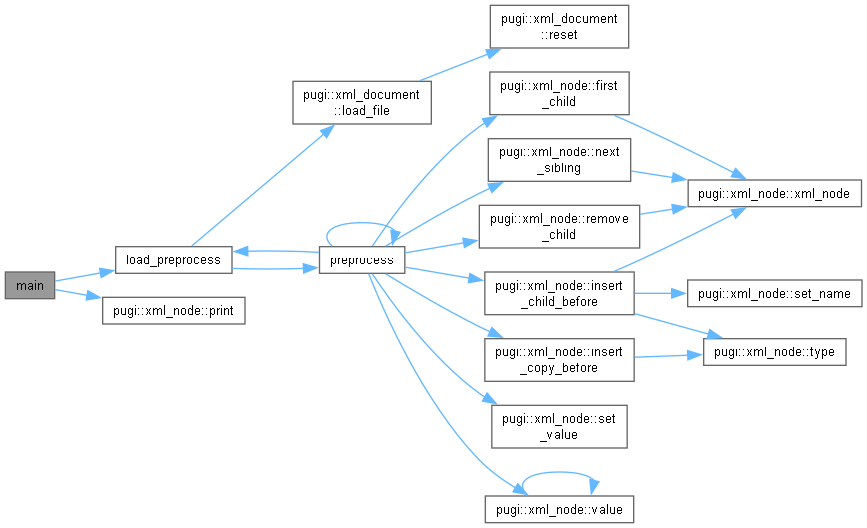 pugi::xml_document
::reset
pugi::xml_document
::load_file
pugi::xml_node::first
_child
pugi::xml_node::next
_sibling
pugi::xml_node::xml_node
pugi::xml_node::remove
_child
load_preprocess
preprocess
main
pugi::xml_node::insert
_child_before
pugi::xml_node::set_name
pugi::xml_node::print
pugi::xml_node::insert
_copy_before
pugi::xml_node::type
pugi::xml_node::set
_value
pugi::xml_node::value